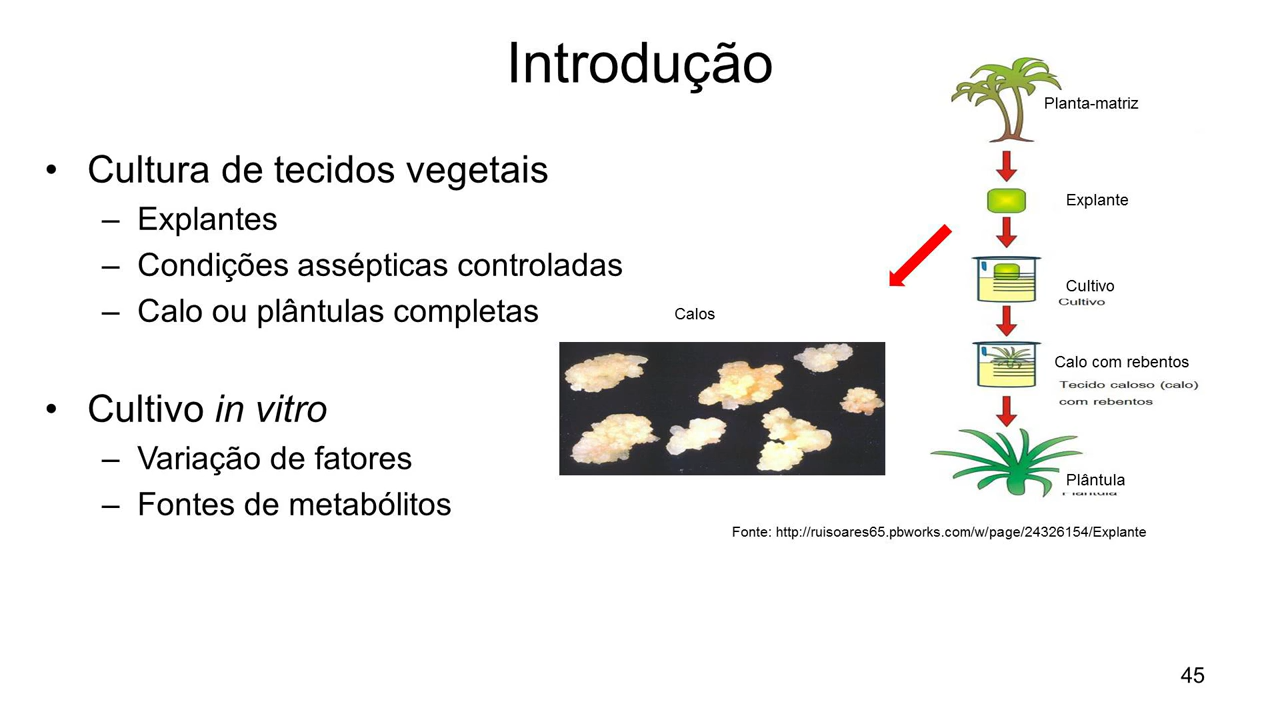 Introdução
• Cultura de tecidos vegetais
– Explantes
– Condições assépticas controladas
– Calo ou plântulas completas
• Cultivo in vitro
– Variação de fatores
– Fontes de metabólitos
Calos
Planta-matriz
Explante
Cultivo
Cultivo
Calo com rebentos
Tecido caloso (calo)
com rebentos
Plântula
Fonte: http://ruisoares65.pbworks.com/w/page/24326154/Explante
45